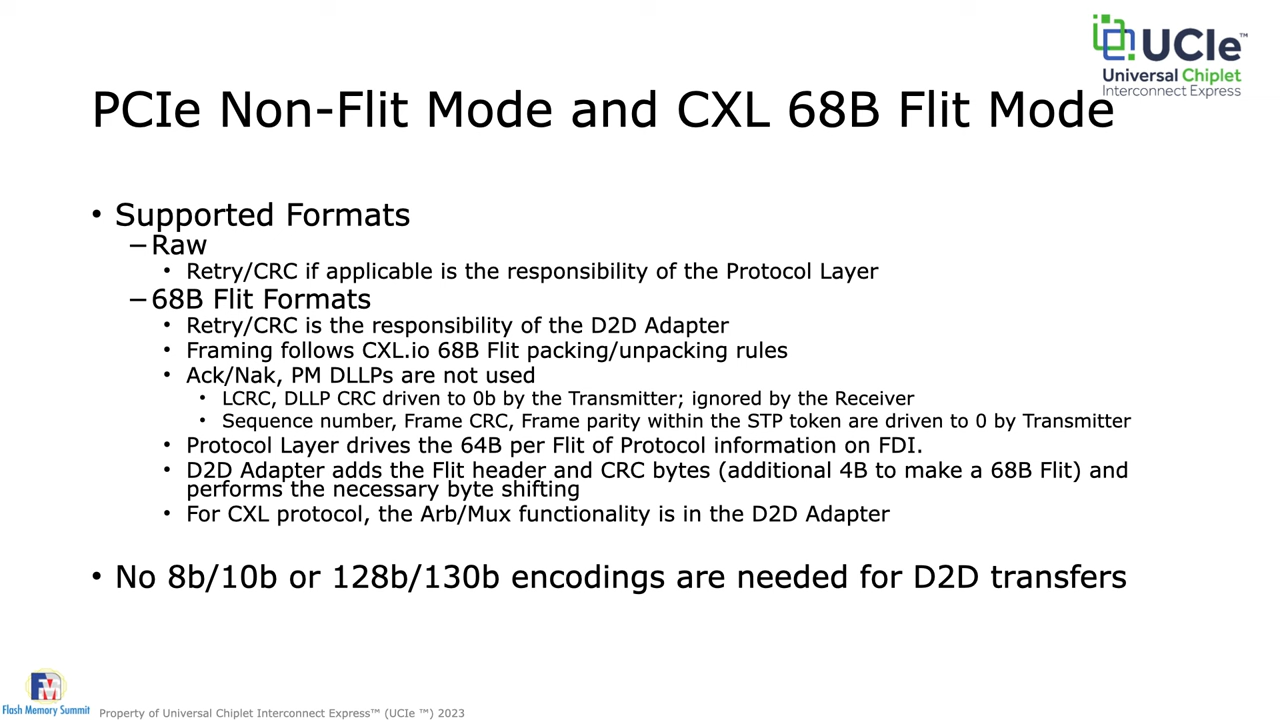 UCIe™
Universal Chiplet
Interconnect Express
PCIe Non-Flit Mode and CXL 68B Flit Mode
• Supported Formats
– Raw
• Retry/CRC if applicable is the responsibility of the Protocol Layer
– 68B Flit Formats
• Retry/CRC is the responsibility of the D2D Adapter
• Framing follows CXL.io 68B Flit packing/unpacking rules
• Ack/Nak, PM DLLPs are not used
• LCRC, DLLP CRC driven to 0b by the Transmitter; ignored by the Receiver
• Sequence number, Frame CRC, Frame parity within the STP token are driven to 0 by Transmitter
• Protocol Layer drives the 64B per Flit of Protocol information on FDI.
• D2D Adapter adds the Flit header and CRC bytes (additional 4B to make a 68B Flit) and
performs the necessary byte shifting
• For CXL protocol, the Arb/Mux functionality is in the D2D Adapter
• No 8b/10b or 128b/130b encodings are needed for D2D transfers
FMS
Flash Memory Summit
Property of Universal Chiplet Interconnect Express™ (UCIe ™) 2023